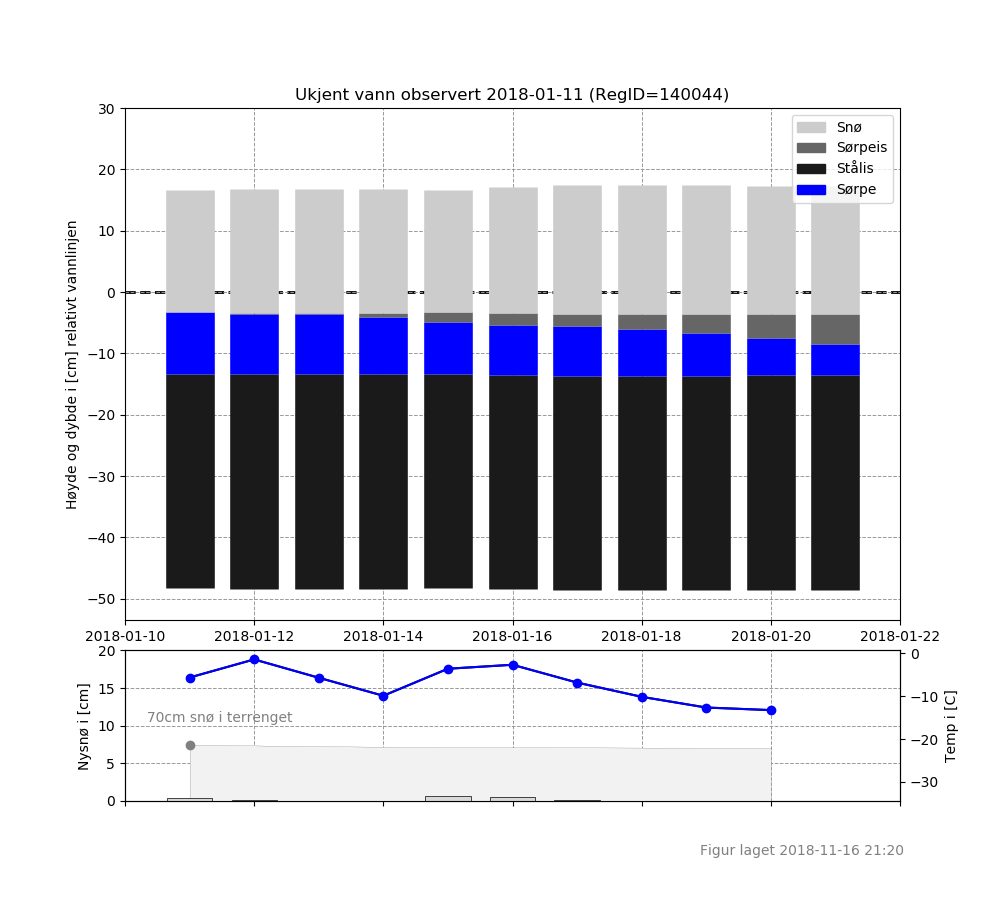 Ukjent vann observert 2018-01-11 (RegID=140044)
30
20
10
0
−10
−20
−30
−40
−50
Høyde og dybde i [cm] relativt vannlinjen
Snø
Sørpeis
Stålis
Sørpe
2018-01-10
2018-01-12
2018-01-14
2018-01-16
2018-01-18
2018-01-20
2018-01-22
20
15
10
5
0
Nysnø i [cm]
70cm snø i terrenget
0
−10
−20
−30
Temp i [C]
Figur laget 2018-11-16 21:20